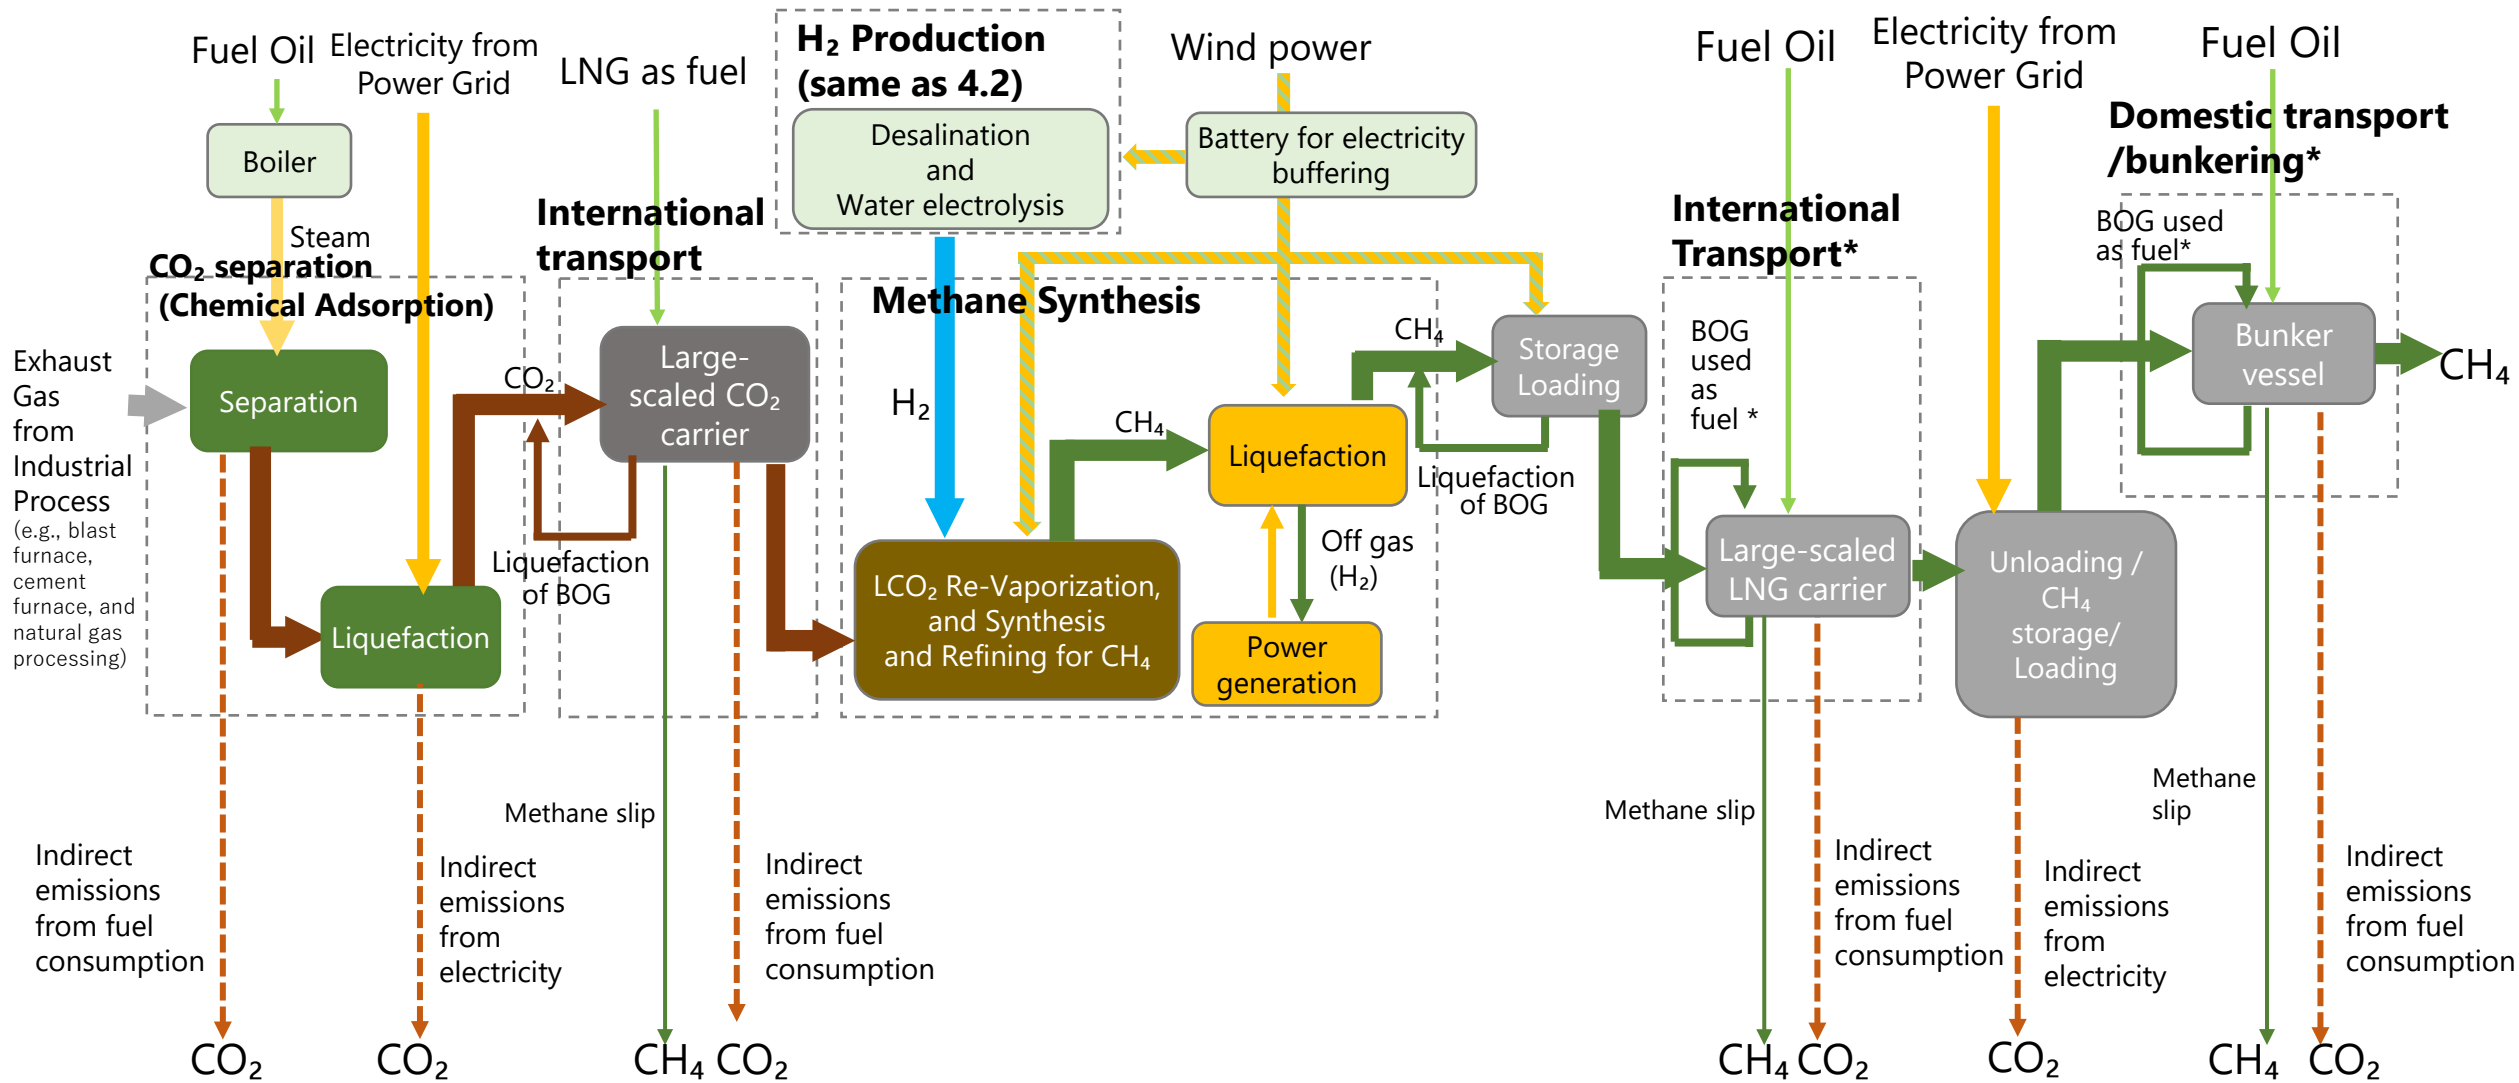 Fuel Oil
Electricity from
Power Grid
LNG as fuel
H₂ Production
(same as 4.2)
Wind power
Fuel Oil
Electricity from
Power Grid
Fuel Oil
Boiler
Desalination
and
Water electrolysis
Battery for electricity
buffering
Domestic transport
/bunkering*
Steam
CO₂ separation
(Chemical Adsorption)
International
transport
Methane Synthesis
International
Transport*
BOG used
as fuel*
Exhaust
Gas
from
Industrial
Process
(e.g., blast
furnace,
cement
furnace, and
natural gas
processing)
Separation
Liquefaction
CO₂
Large-
scaled CO₂
carrier
Liquefaction
of BOG
H₂
LCO₂ Re-Vaporization,
and Synthesis
and Refining for CH₄
CH₄
Liquefaction
Off gas
(H₂)
Power
generation
CH₄
Storage
Loading
Liquefaction
of BOG
BOG
used
as
fuel *
Large-scaled
LNG carrier
Unloading /
CH₄
storage/
Loading
Bunker
vessel
CH₄
Indirect
emissions
from fuel
consumption
Indirect
emissions
from
electricity
Methane slip
Indirect
emissions
from fuel
consumption
Methane slip
Indirect
emissions
from fuel
consumption
Indirect
emissions
from
electricity
Methane
slip
Indirect
emissions
from fuel
consumption
CO₂
CO₂
CH₄
CO₂
CH₄
CO₂
CO₂
CH₄
CO₂